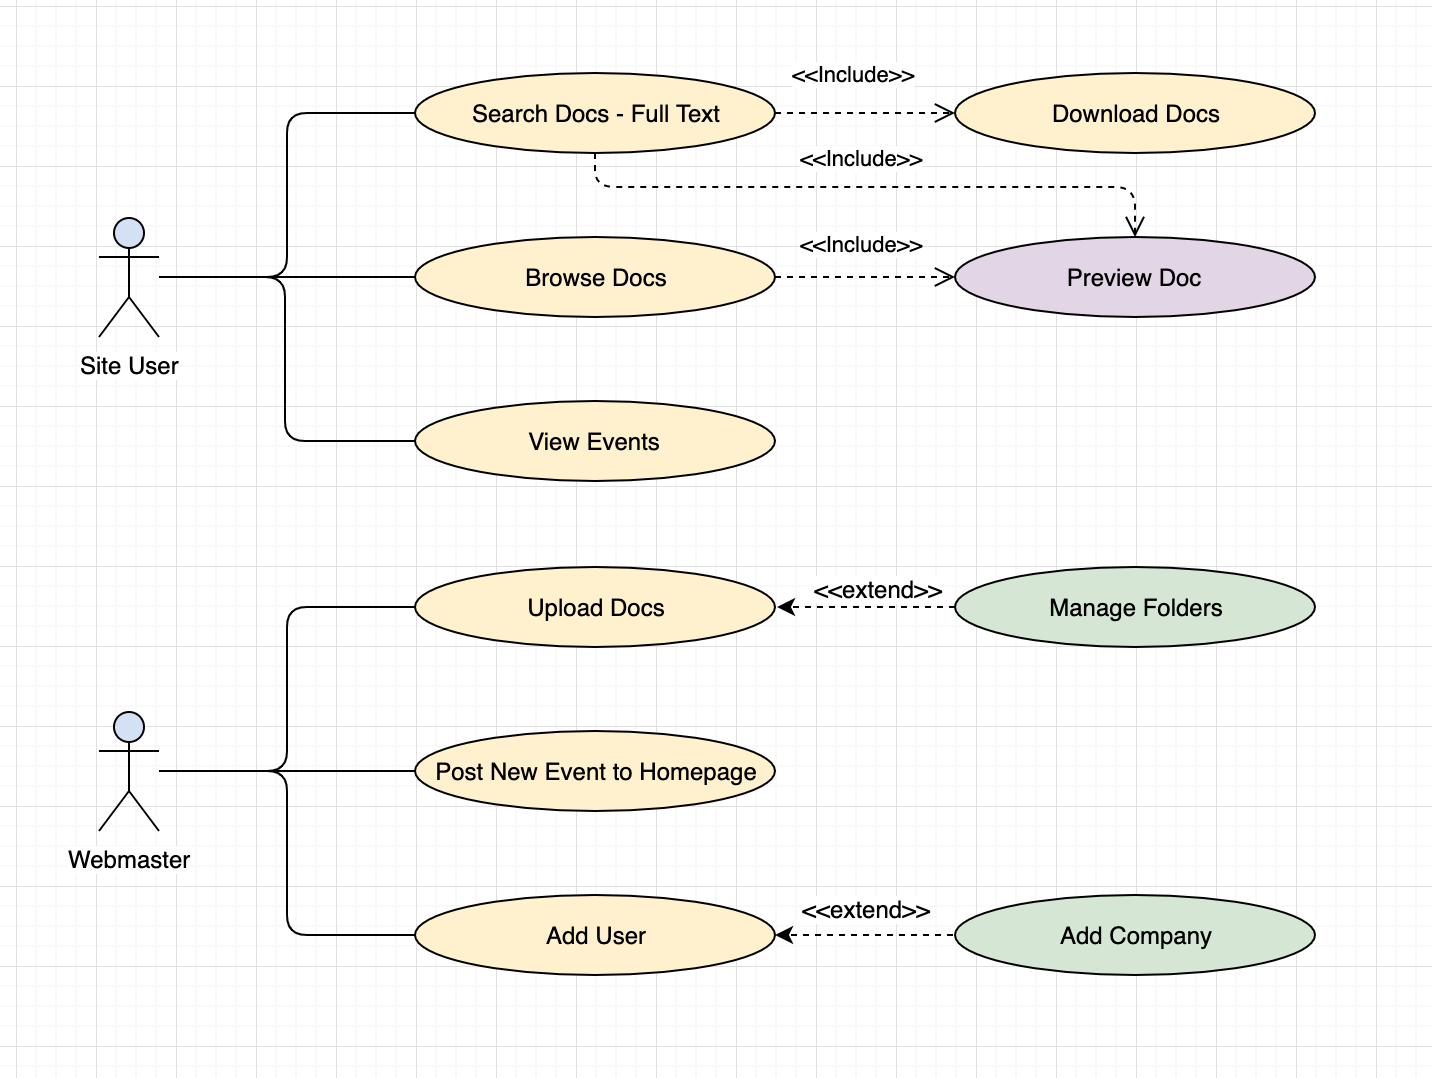 <<Include>>
Search Docs - Full Text
Download Docs
<<Include>>
<<Include>>
Browse Docs
Preview Doc
Site User
View Events
<<extend>>
Upload Docs
Manage Folders
Post New Event to Homepage
Webmaster
<<extend>>
Add User
Add Company